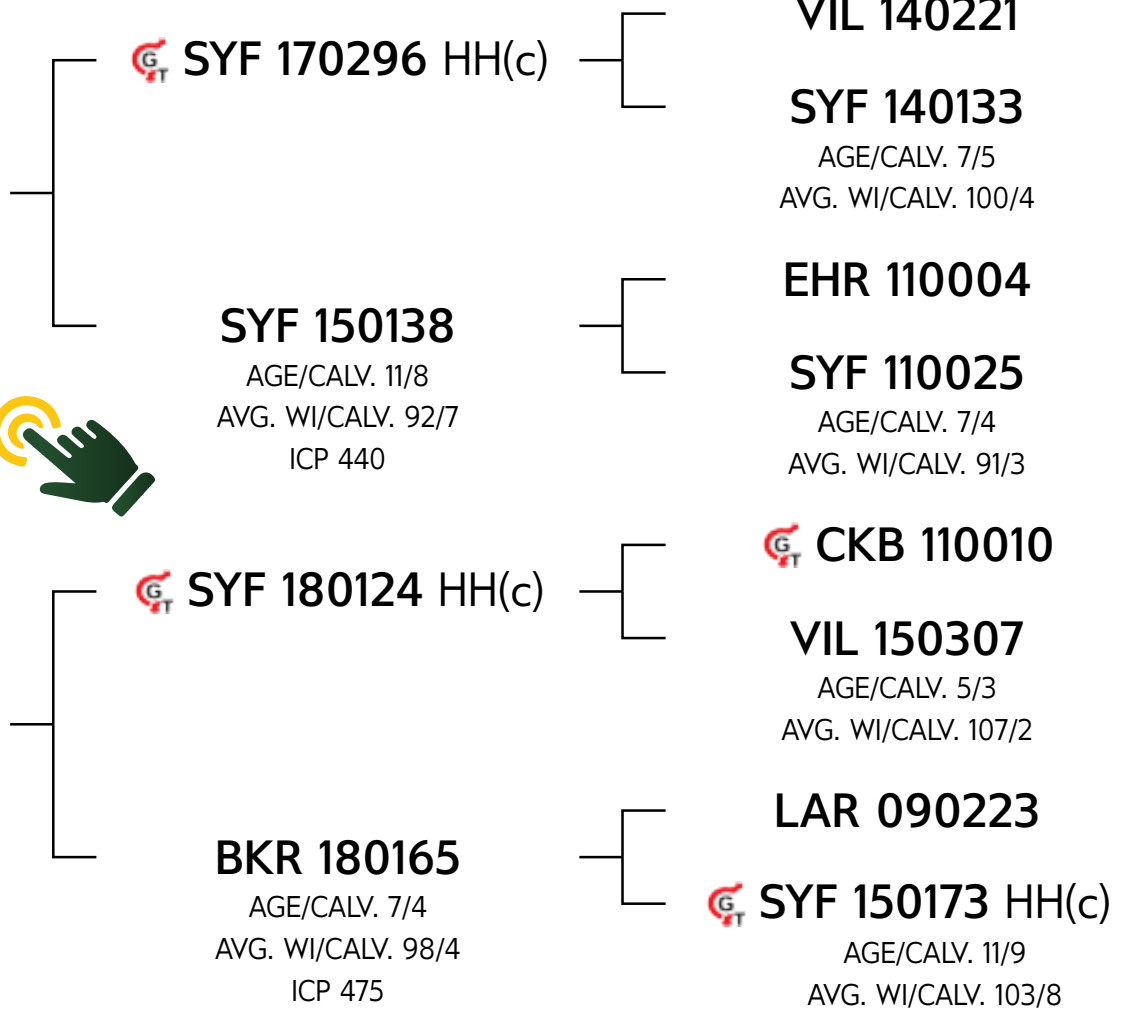 VIL 140221
GT SYF 170296 HH(c)
SYF 140133
AGE/CALV. 7/5
AVG. WI/CALV. 100/4
EHR 110004
SYF 150138
AGE/CALV. 11/8
AVG. WI/CALV. 92/7
ICP 440
SYF 110025
AGE/CALV. 7/4
AVG. WI/CALV. 91/3
GT CKB 110010
GT SYF 180124 HH(c)
VIL 150307
AGE/CALV. 5/3
AVG. WI/CALV. 107/2
LAR 090223
BKR 180165
AGE/CALV. 7/4
AVG. WI/CALV. 98/4
ICP 475
GT SYF 150173 HH(c)
AGE/CALV. 11/9
AVG. WI/CALV. 103/8